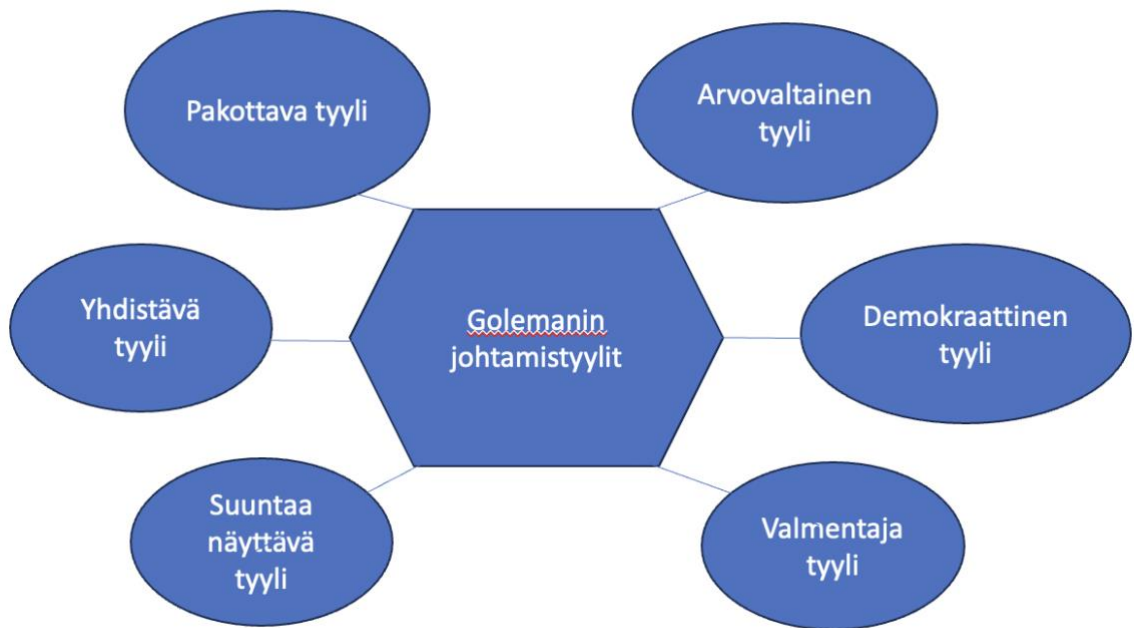 Pakottava tyyli
Arvovaltainen
tyyli
Yhdistävä
tyyli
Golemanin
johtamistyylit
Demokraattinen
tyyli
Suuntaa
näyttävä
tyyli
Valmentaja
tyyli